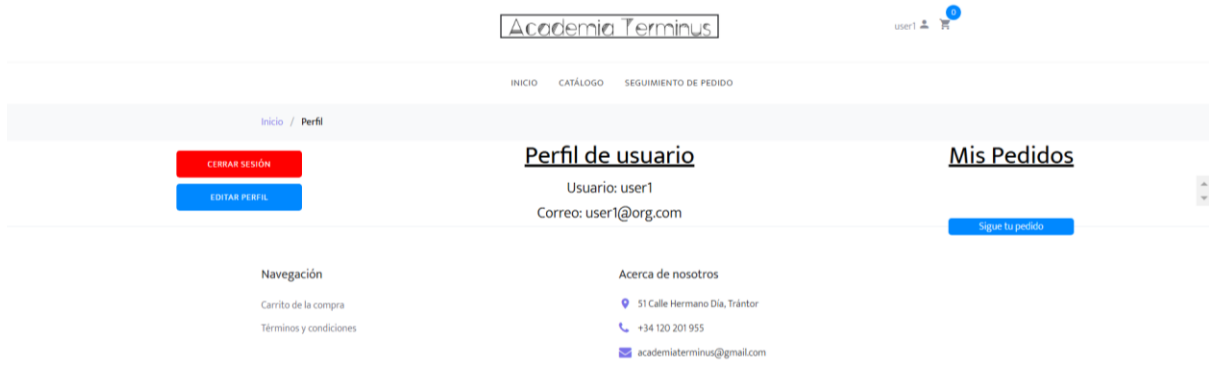 Academia Terminus
user1
0
INICIO CATÁLOGO SEGUIMIENTO DE PEDIDO
Inicio / Perfil
CERRAR SESIÓN
EDITAR PERFIL
Perfil de usuario
Usuario: user1
Correo: user1@org.com
Mis Pedidos
Sigue tu pedido
Navegación
Carrito de la compra
Términos y condiciones
Acerca de nosotros
51 Calle Hermano Día, Trántor
+34 120 201 955
academiaterminus@gmail.com